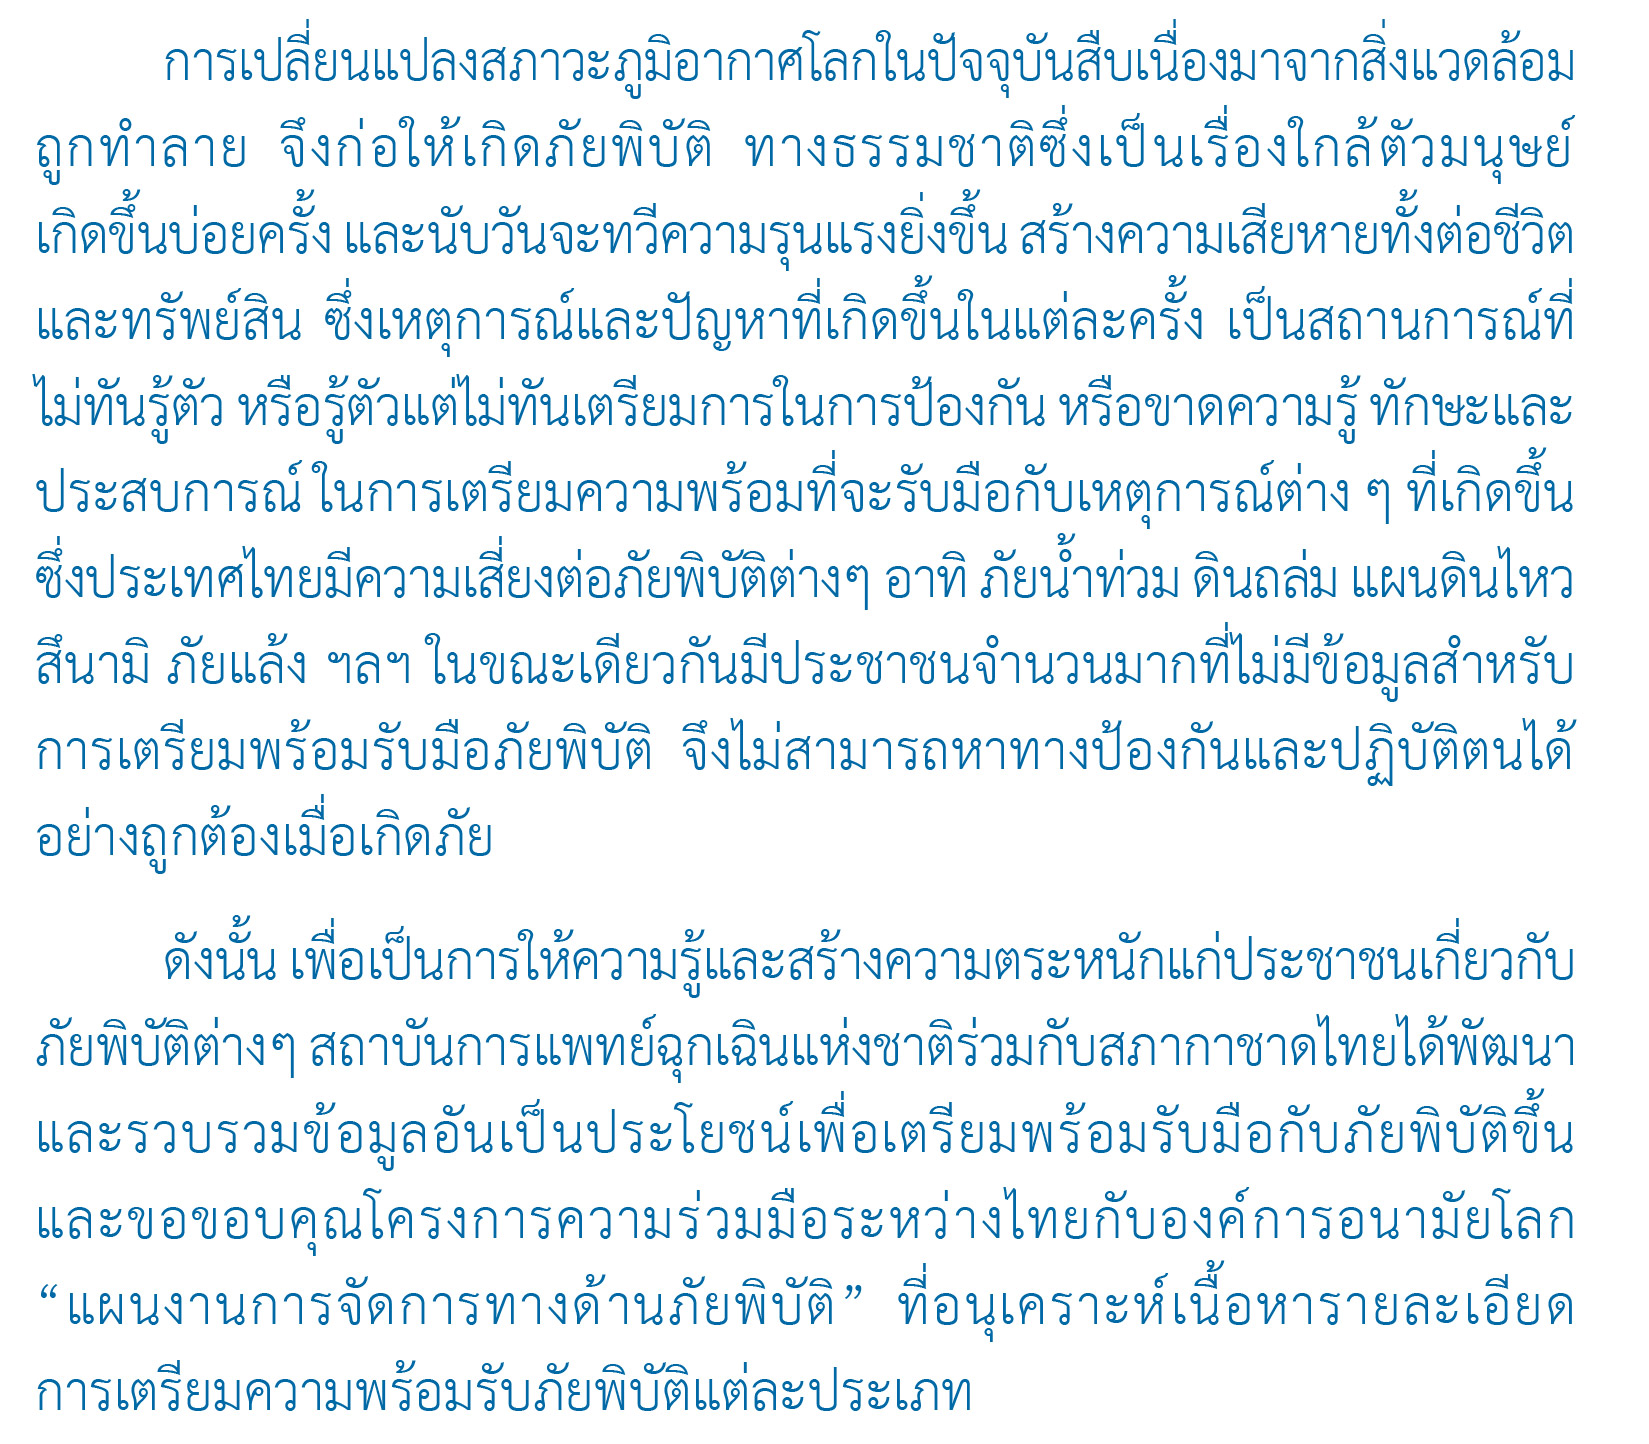 การเปลี่ยนแปลงสภาวะภูมิอากาศโลกในปัจจุบันสืบเนื่องมาจากสิ่งแวดล้อม
ถูกทำลาย จึงก่อให้เกิดภัยพิบัติ ทางธรรมชาติซึ่งเป็นเรื่องใกล้ตัวมนุษย์
เกิดขึ้นบ่อยครั้ง และนับวันจะทวีความรุนแรงยิ่งขึ้น สร้างความเสียหายทั้งต่อชีวิต
และทรัพย์สิน ซึ่งเหตุการณ์และปัญหาที่เกิดขึ้นในแต่ละครั้ง เป็นสถานการณ์ที่
ไม่ทันรู้ตัว หรือรู้ตัวแต่ไม่ทันเตรียมการในการป้องกัน หรือขาดความรู้ ทักษะและ
ประสบการณ์ ในการเตรียมความพร้อมที่จะรับมือกับเหตุการณ์ต่าง ๆ ที่เกิดขึ้น
ซึ่งประเทศไทยมีความเสี่ยงต่อภัยพิบัติต่างๆ อาทิ ภัยน้ำท่วม ดินถล่ม แผนดินไหว
สึนามิ ภัยแล้ง ฯลฯ ในขณะเดียวกันมีประชาชนจำนวนมากที่ไม่มีข้อมูลสำหรับ
การเตรียมพร้อมรับมือภัยพิบัติ จึงไม่สามารถหาทางป้องกันและปฏิบัติตนได้
อย่างถูกต้องเมื่อเกิดภัย
ดังนั้น เพื่อเป็นการให้ความรู้และสร้างความตระหนักแก่ประชาชนเกี่ยวกับ
ภัยพิบัติต่างๆ สถาบันการแพทย์ฉุกเฉินแห่งชาติร่วมกับสภากาชาดไทยได้พัฒนา
และรวบรวมข้อมูลอันเป็นประโยชน์เพื่อเตรียมพร้อมรับมือกับภัยพิบัติขึ้น
และขอขอบคุณโครงการความร่วมมือระหว่างไทยกับองค์การอนามัยโลก
“แผนงานการจัดการทางด้านภัยพิบัติ” ที่อนุเคราะห์เนื้อหารายละเอียด
การเตรียมความพร้อมรับภัยพิบัติแต่ละประเภท